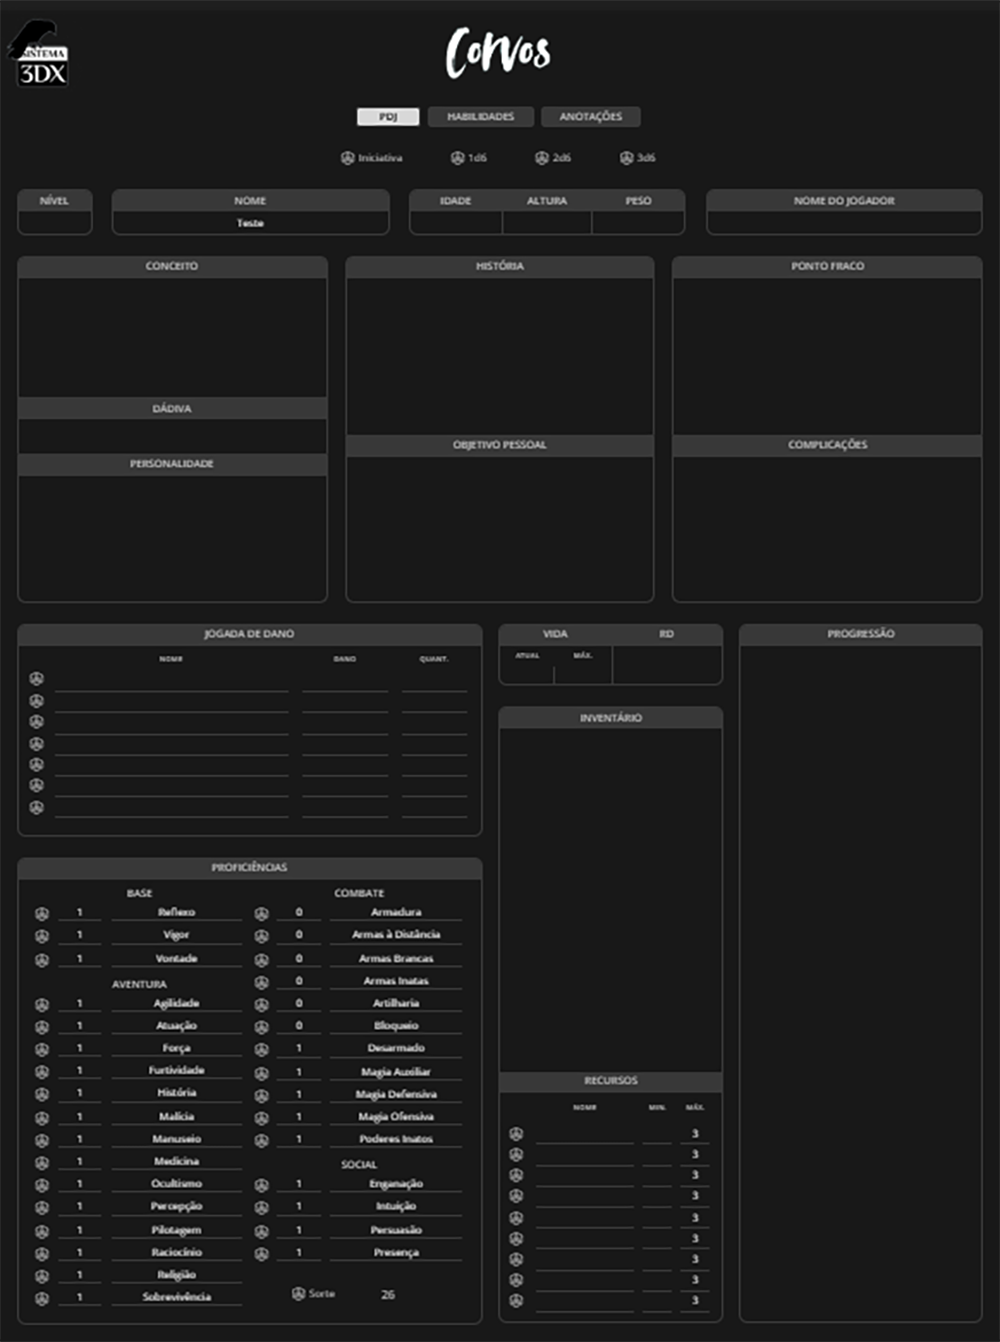 Corvos
SISTEMA
3DX
PDJ HABILIDADES ANOTAÇÕES
Iniciativa 1d6 2d6 3d6
NÍVEL NOME IDADE ALTURA PESO NOME DO JOGADOR
Teste
CONCEITO HISTÓRIA PONTO FRACO
DÁDIVA
OBJETIVO PESSOAL COMPLICAÇÕES
PERSONALIDADE
JOGADA DE DANO
NOME DANO QUANT.
VIDA RD
ATUAL MÁX.
PROGRESSÃO
INVENTÁRIO
PROFICIÊNCIAS
BASE
1 Reflexo
1 Vigor
1 Vontade
AVENTURA
1 Agilidade
1 Atuação
1 Força
1 Furtividade
1 História
1 Malícia
1 Manuseio
1 Medicina
1 Ocultismo
1 Percepção
1 Pilotagem
1 Raciocínio
1 Religião
1 Sobrevivência
COMBATE
0 Armadura
0 Armas à Distância
0 Armas Brancas
0 Armas Inatas
0 Artilharia
0 Bloqueio
1 Desarmado
1 Magia Auxiliar
1 Magia Defensiva
1 Magia Ofensiva
1 Poderes Inatos
SOCIAL
1 Enganação
1 Intuição
1 Persuasão
1 Presença
Sorte 26
RECURSOS
NOME MIN. MÁX.
3
3
3
3
3
3
3
3
3